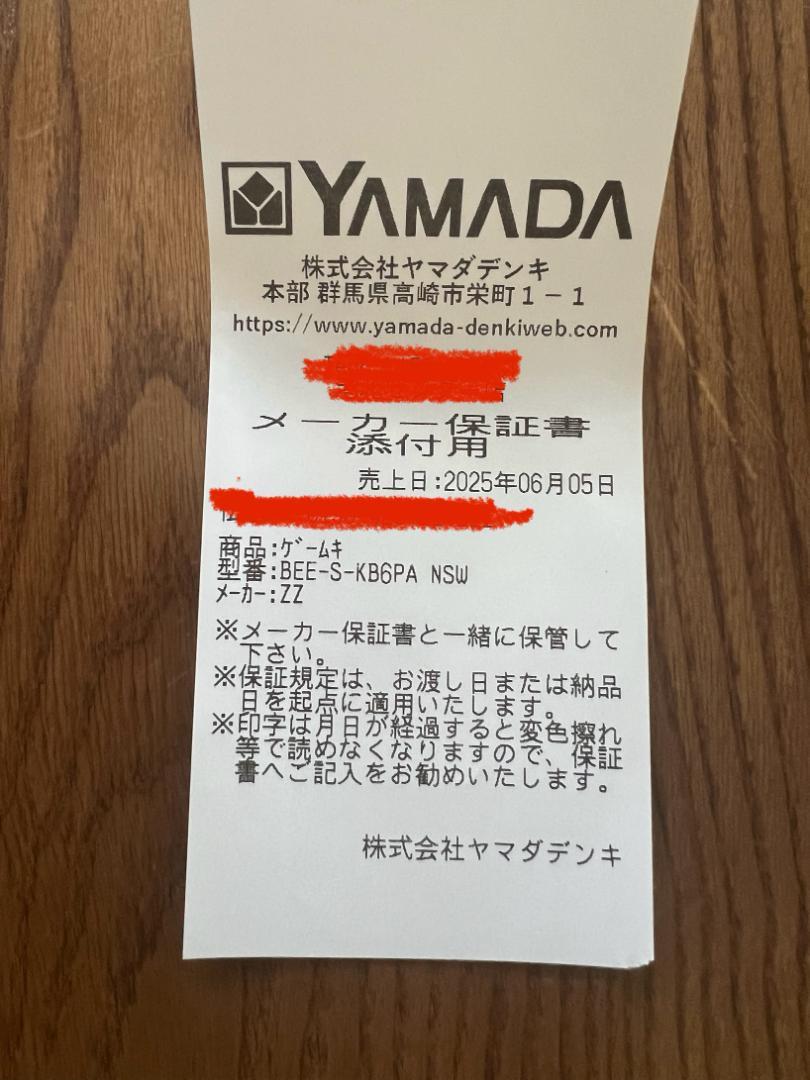 YAMADA
株式会社ヤマダデンキ
本部 群馬県高崎市栄町1-1
https://www.yamada-denkiweb.com
メーカー保証書
添付用
売上日:2025年06月05日
商品:ｹﾞｰﾑｷ
型番:BEE-S-KB6PA NSW
ﾒｰｶｰ:ZZ
※メーカー保証書と一緒に保管して
下さい。
※保証規定は、お渡し日または納品
日を起点に適用いたします。
※印字は月日が経過すると変色擦れ
等で読めなくなりますので、保証
書へご記入をお勧めいたします。
株式会社ヤマダデンキ